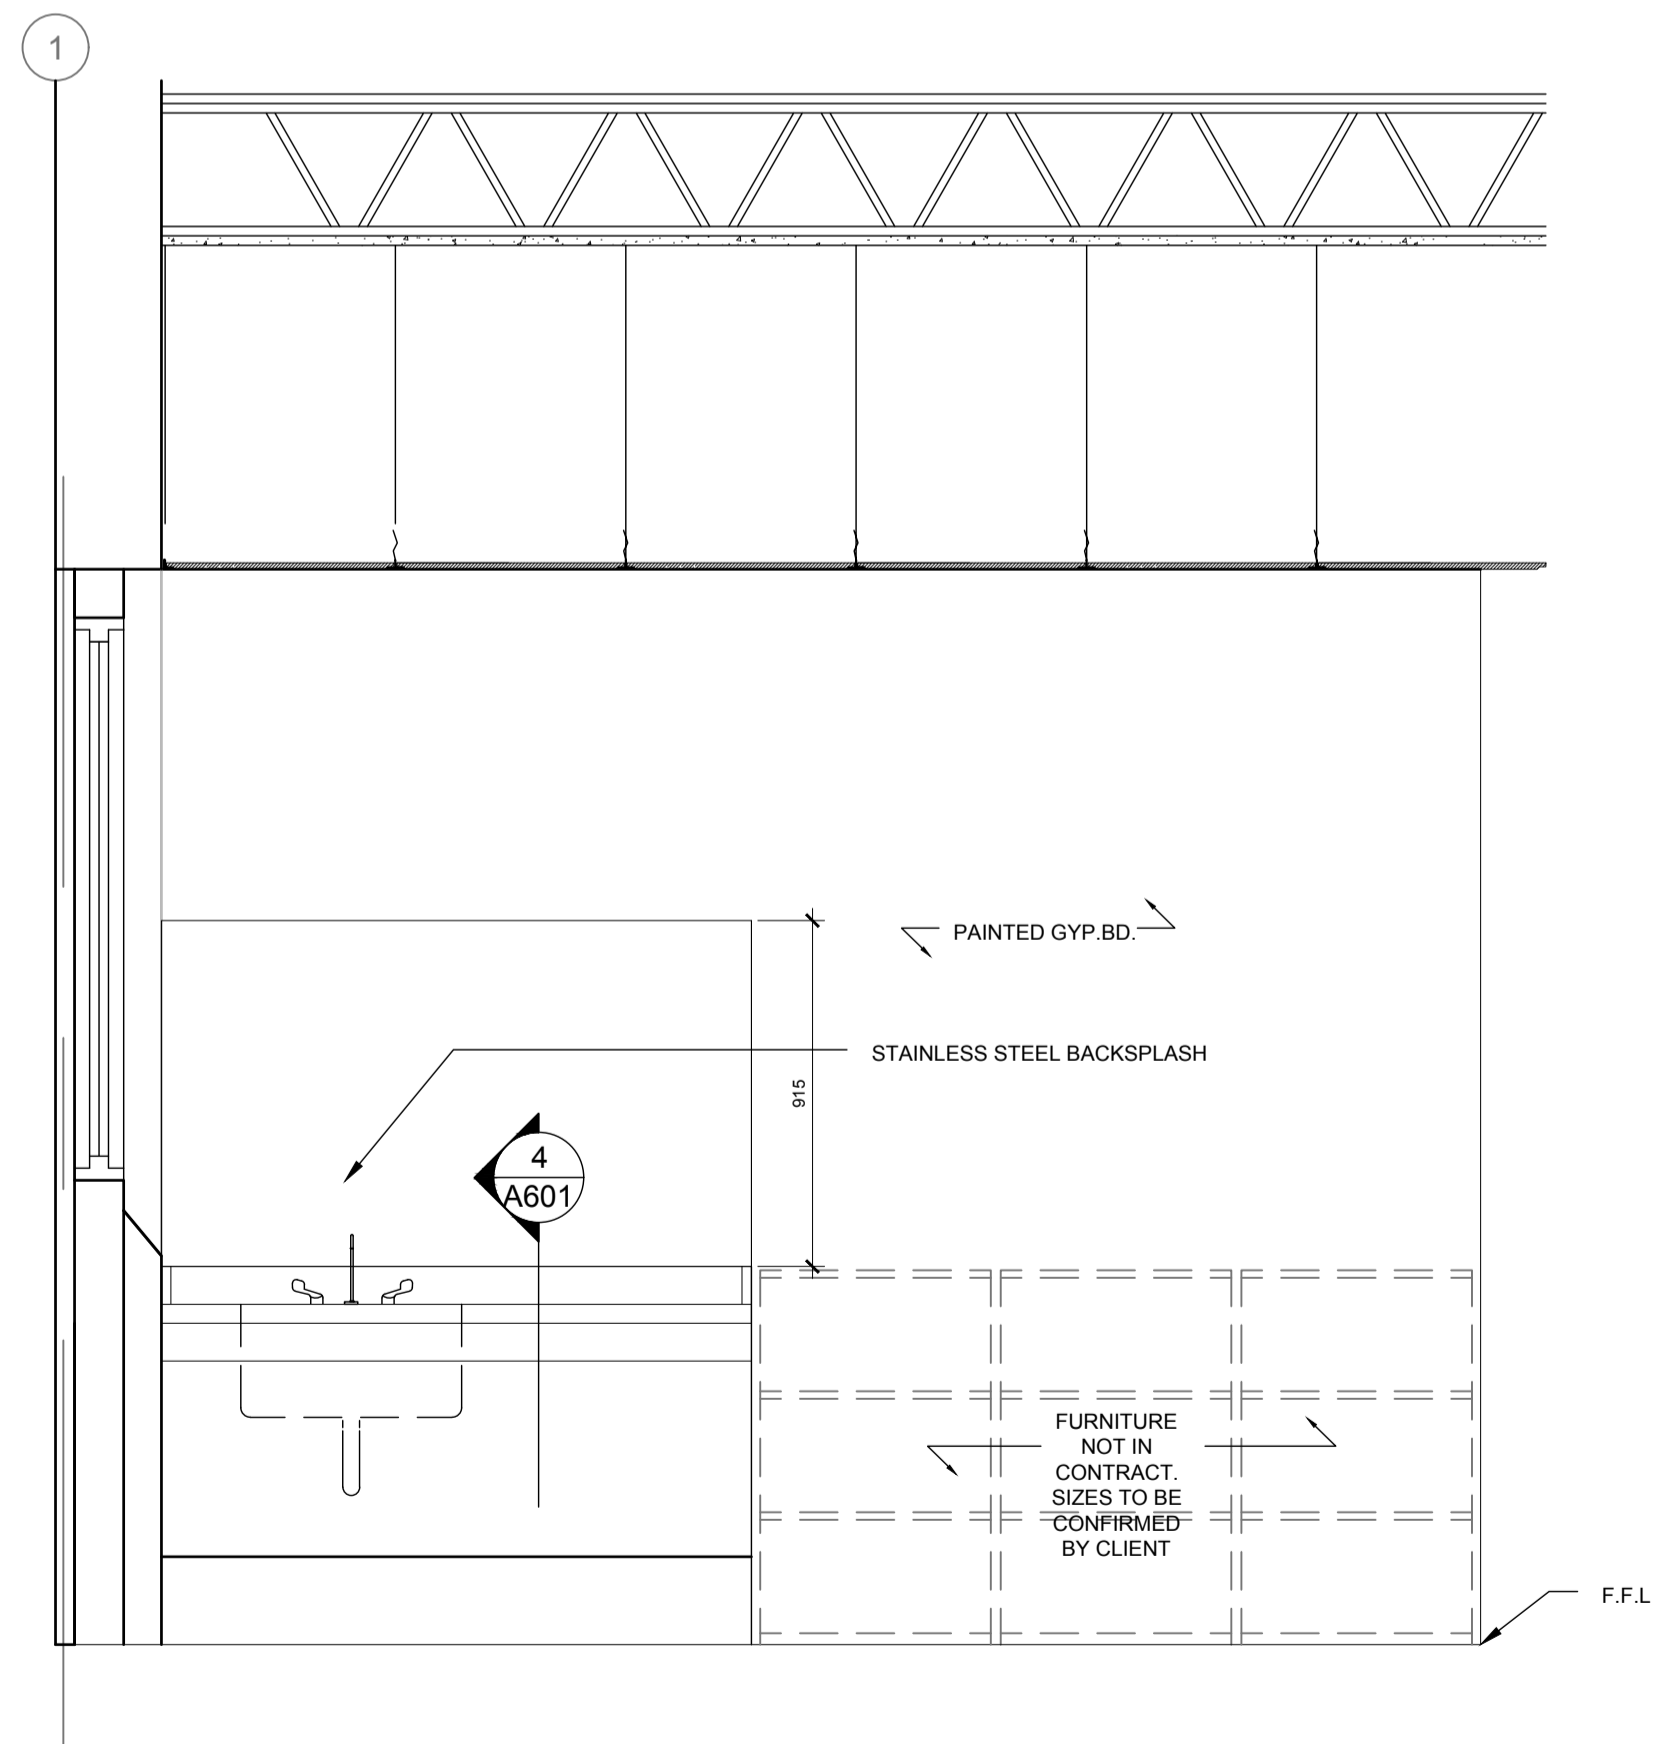 1
PAINTED GYP.BD.
STAINLESS STEEL BACKSPLASH
915
4
A601
FURNITURE
NOT IN
CONTRACT.
SIZES TO BE
CONFIRMED
BY CLIENT
F.F.L